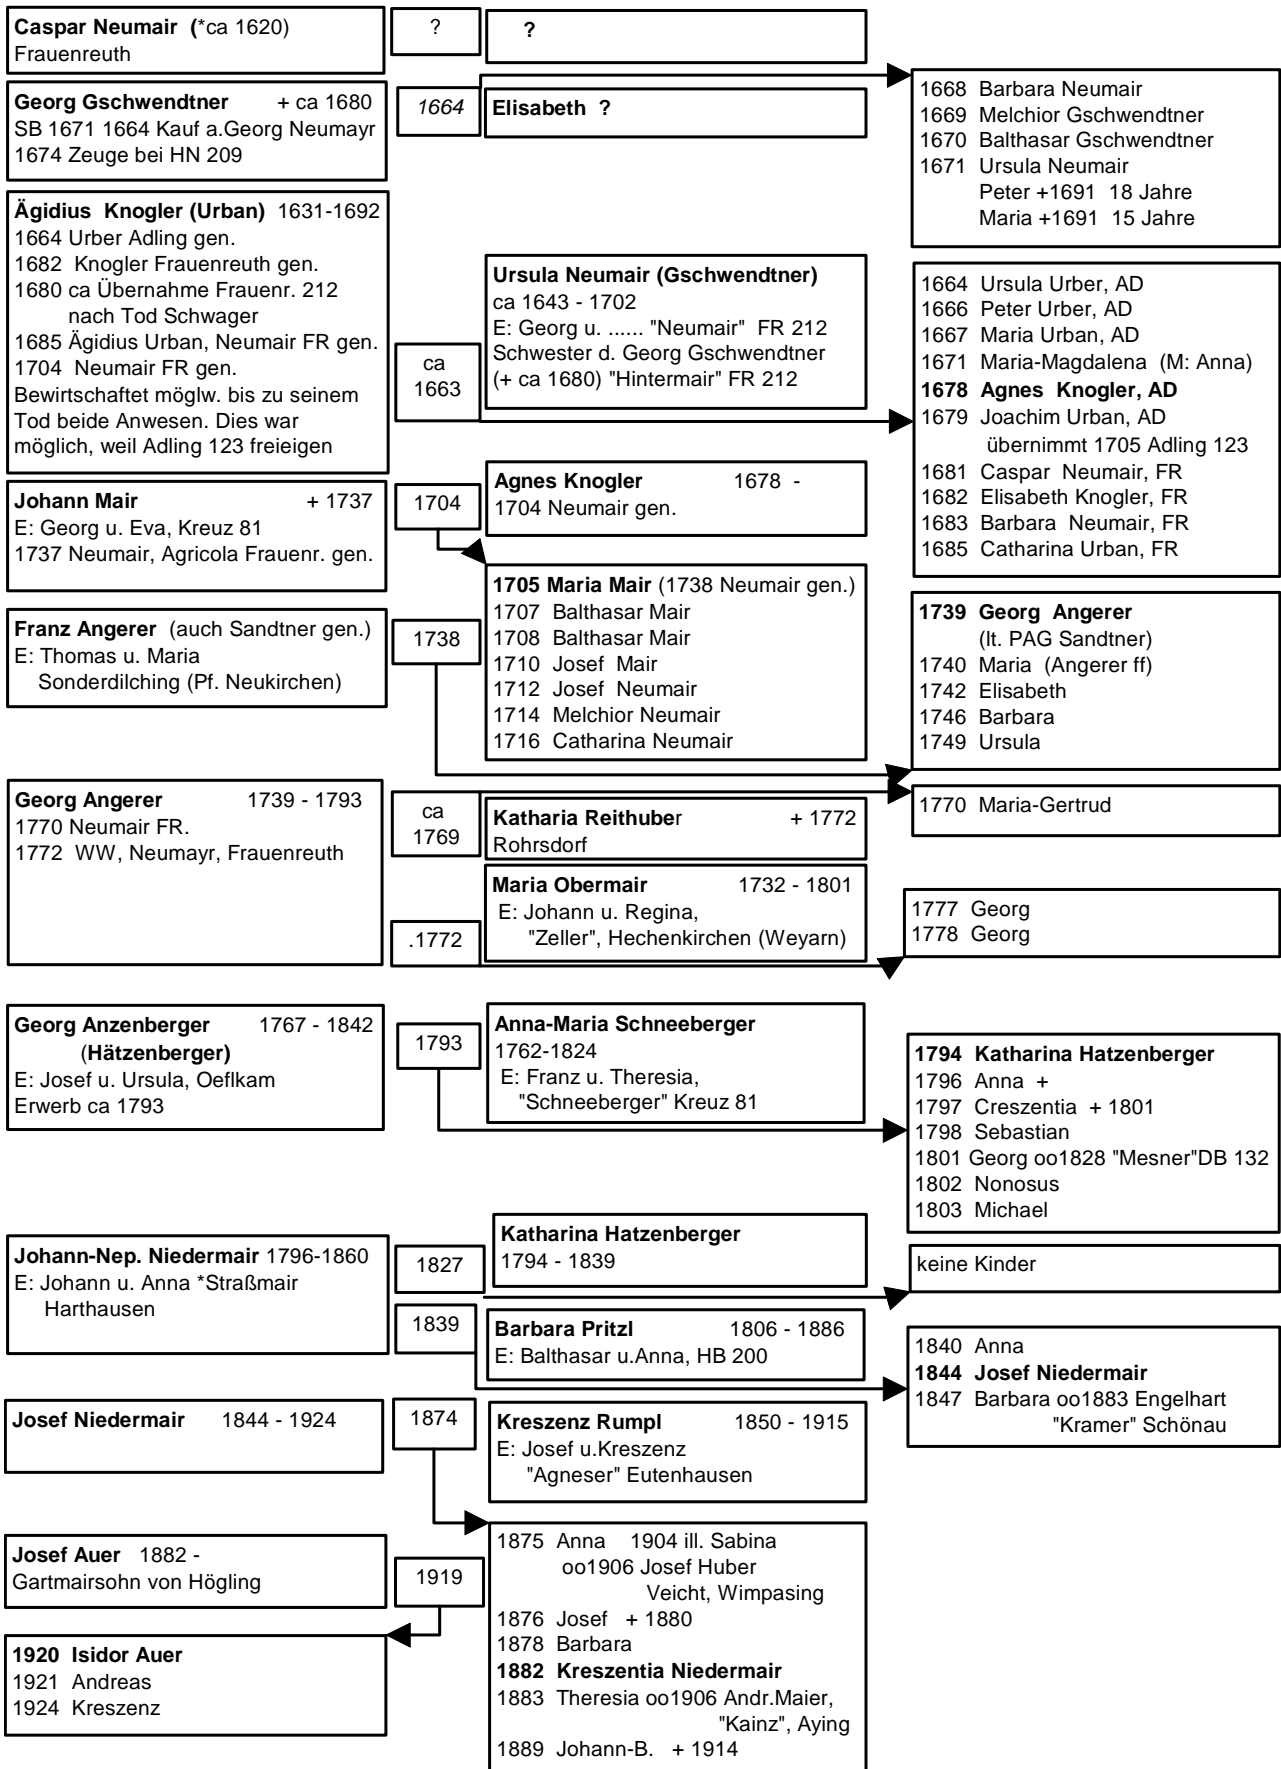 Caspar Neumair (*ca 1620)
Frauenreuth
?
?
Georg Gschwendtner + ca 1680
SB 1671 1664 Kauf a.Georg Neumayr
1674 Zeuge bei HN 209
1664
Elisabeth ?
1668 Barbara Neumair
1669 Melchior Gschwendtner
1670 Balthasar Gschwendtner
1671 Ursula Neumair
Peter +1691 18 Jahre
Maria +1691 15 Jahre
Ägidius Knogler (Urban) 1631-1692
1664 Urber Adling gen.
1682 Knogler Frauenreuth gen.
1680 ca Übernahme Frauenr. 212
nach Tod Schwager
1685 Ägidius Urban, Neumair FR gen.
1704 Neumair FR gen.
Bewirtschaftet möglw. bis zu seinem
Tod beide Anwesen. Dies war
möglich, weil Adling 123 freieigen
ca
1663
Ursula Neumair (Gschwendtner)
ca 1643 - 1702
E: Georg u. ...... "Neumair" FR 212
Schwester d. Georg Gschwendtner
(+ ca 1680) "Hintermair" FR 212
1664 Ursula Urber, AD
1666 Peter Urber, AD
1667 Maria Urban, AD
1671 Maria-Magdalena (M: Anna)
1678 Agnes Knogler, AD
1679 Joachim Urban, AD
übernimmt 1705 Adling 123
1681 Caspar Neumair, FR
1682 Elisabeth Knogler, FR
1683 Barbara Neumair, FR
1685 Catharina Urban, FR
Johann Mair + 1737
E: Georg u. Eva, Kreuz 81
1737 Neumair, Agricola Frauenr. gen.
1704
Agnes Knogler 1678 -
1704 Neumair gen.
1705 Maria Mair (1738 Neumair gen.)
1707 Balthasar Mair
1708 Balthasar Mair
1710 Josef Mair
1712 Josef Neumair
1714 Melchior Neumair
1716 Catharina Neumair
Franz Angerer (auch Sandtner gen.)
E: Thomas u. Maria
Sonderdilching (Pf. Neukirchen)
1738
1739 Georg Angerer
(lt. PAG Sandtner)
1740 Maria (Angerer ff)
1742 Elisabeth
1746 Barbara
1749 Ursula
Georg Angerer 1739 - 1793
1770 Neumair FR.
1772 WW, Neumayr, Frauenreuth
ca
1769
Katharia Reithuber + 1772
Rohrsdorf
1770 Maria-Gertrud
.1772
Maria Obermair 1732 - 1801
E: Johann u. Regina,
"Zeller", Hechenkirchen (Weyarn)
1777 Georg
1778 Georg
Georg Anzenberger 1767 - 1842
(Hätzenberger)
E: Josef u. Ursula, Oeflkam
Erwerb ca 1793
1793
Anna-Maria Schneeberger
1762-1824
E: Franz u. Theresia,
"Schneeberger" Kreuz 81
1794 Katharina Hatzenberger
1796 Anna +
1797 Creszentia + 1801
1798 Sebastian
1801 Georg oo1828 "Mesner"DB 132
1802 Nonosus
1803 Michael
Johann-Nep. Niedermair 1796-1860
E: Johann u. Anna *Straßmair
Harthausen
1827
Katharina Hatzenberger
1794 - 1839
keine Kinder
1839
Barbara Pritzl 1806 - 1886
E: Balthasar u.Anna, HB 200
1840 Anna
1844 Josef Niedermair
1847 Barbara oo1883 Engelhart
"Kramer" Schönau
Josef Niedermair 1844 - 1924
1874
Kreszenz Rumpl 1850 - 1915
E: Josef u.Kreszenz
"Agneser" Eutenhausen
1875 Anna 1904 ill. Sabina
oo1906 Josef Huber
Veicht, Wimpasing
1876 Josef + 1880
1878 Barbara
1882 Kreszentia Niedermair
1883 Theresia oo1906 Andr.Maier,
"Kainz", Aying
1889 Johann-B. + 1914
Josef Auer 1882 -
Gartmairsohn von Högling
1919
1920 Isidor Auer
1921 Andreas
1924 Kreszenz